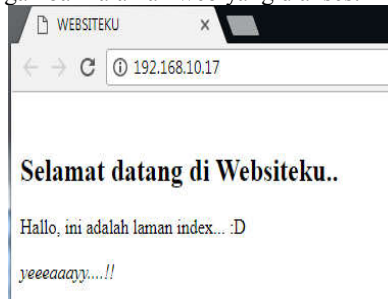 WEBSITEKU
192.168.10.17
Selamat datang di Websiteku..
Hallo, ini adalah laman index... :D
yeeeaaayy....!!